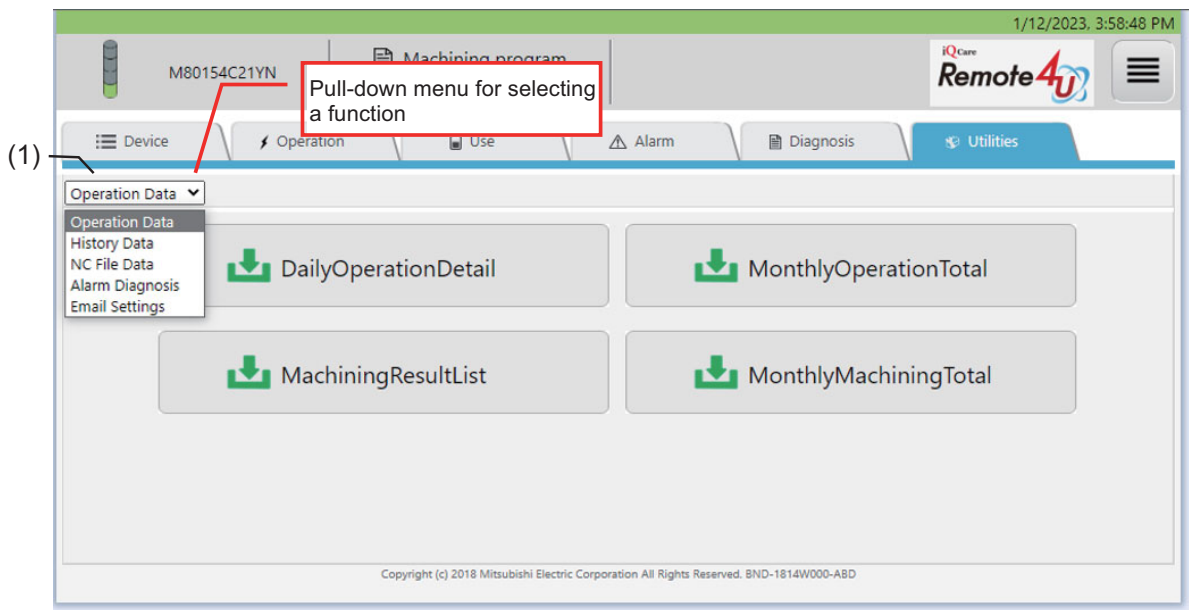 1/12/2023, 3:58:48 PM
M80154C21YN
Machining program
iQ Care
Remote4U
Pull-down menu for selecting
a function
(1)
Device
Operation
Use
Alarm
Diagnosis
Utilities
Operation Data
Operation Data
History Data
NC File Data
Alarm Diagnosis
Email Settings
DailyOperationDetail
MonthlyOperationTotal
MachiningResultList
MonthlyMachiningTotal
Copyright (c) 2018 Mitsubishi Electric Corporation All Rights Reserved. BND-1814W000-ABD